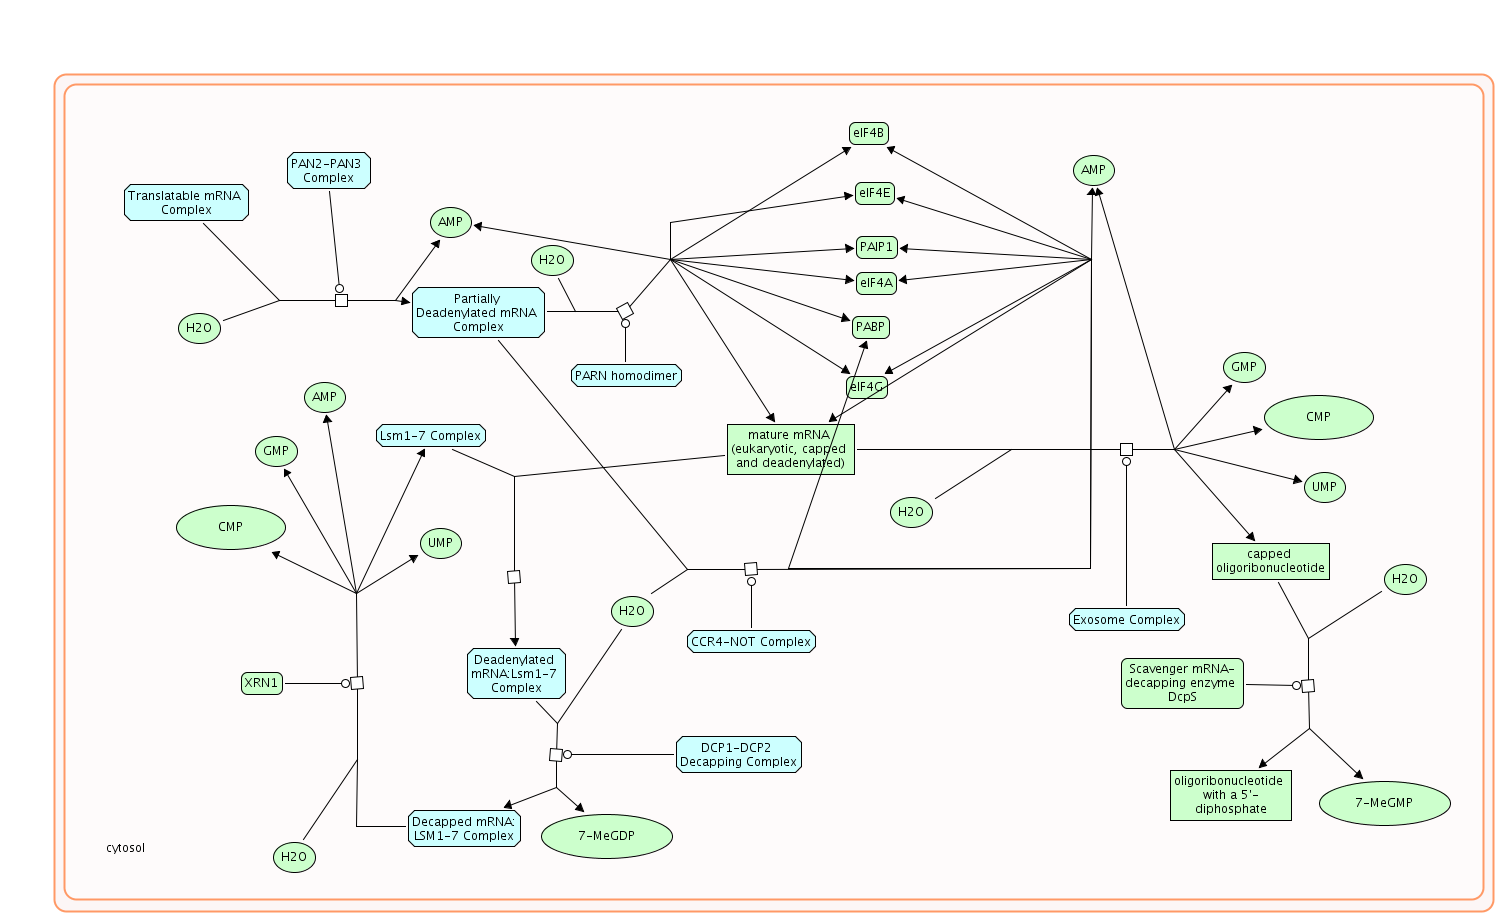 eIF4B
PAN2-PAN3
Complex
AMP
Translatable mRNA
Complex
eIF4E
AMP
PAIP1
H2O
eIF4A
Partially
Deadenylated mRNA
Complex
H2O
PABP
PARN homodimer
eIF4G
GMP
AMP
CMP
Lsm1-7 Complex
mature mRNA
(eukaryotic, capped
and deadenylated)
GMP
UMP
H2O
CMP
UMP
capped
oligoribonucleotide
H2O
H2O
Exosome Complex
CCR4-NOT Complex
Deadenylated
mRNA:Lsm1-7
Complex
XRN1
Scavenger mRNA-
decapping enzyme
DcpS
DCP1-DCP2
Decapping Complex
oligoribonucleotide
with a 5'-
diphosphate
7-MeGMP
Decapped mRNA:
LSM1-7 Complex
7-MeGDP
cytosol
H2O